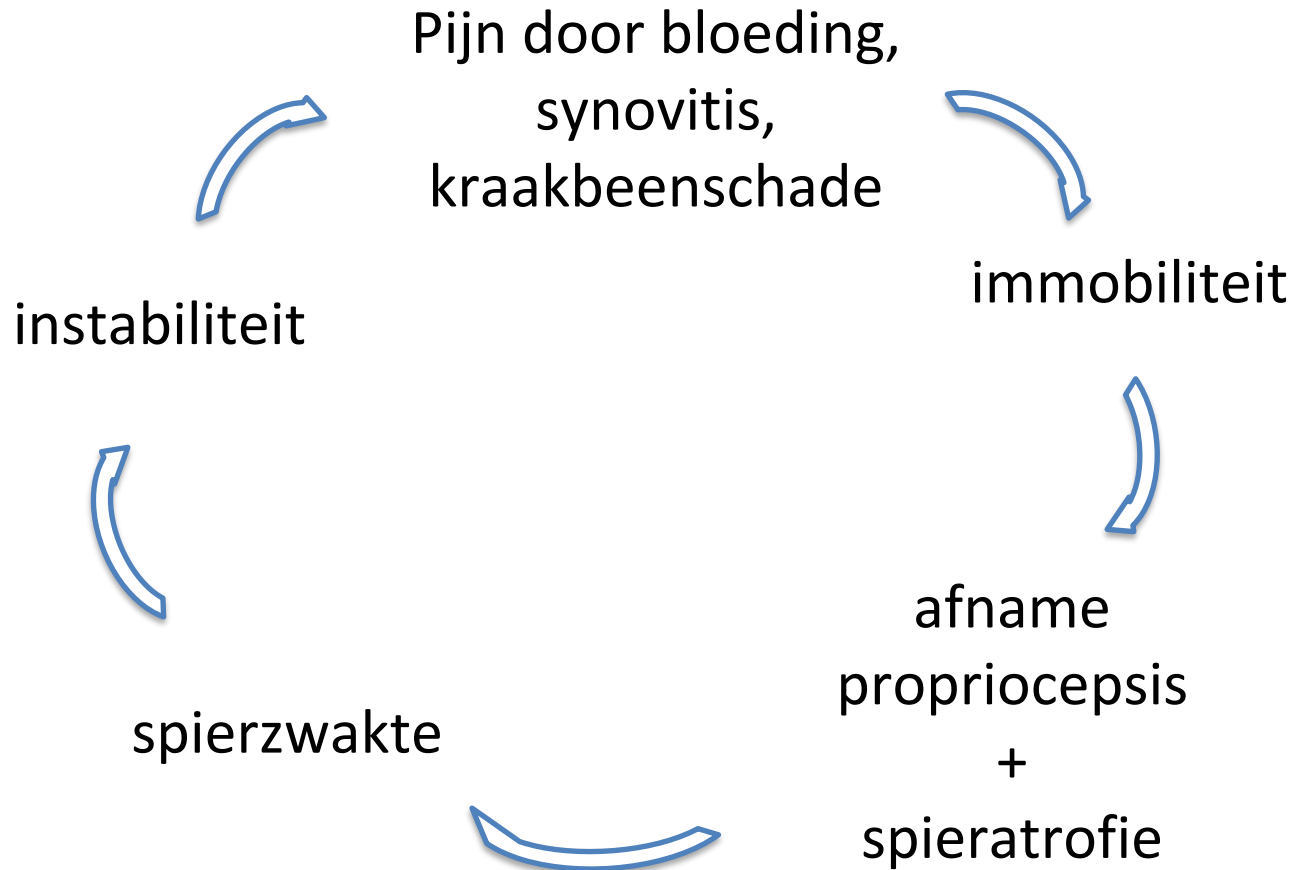 Pijn door bloeding,
synovitis,
kraakbeenschade
immobiliteit
afname
propriocepsis
+
spieratrofie
spierzwakte
instabiliteit